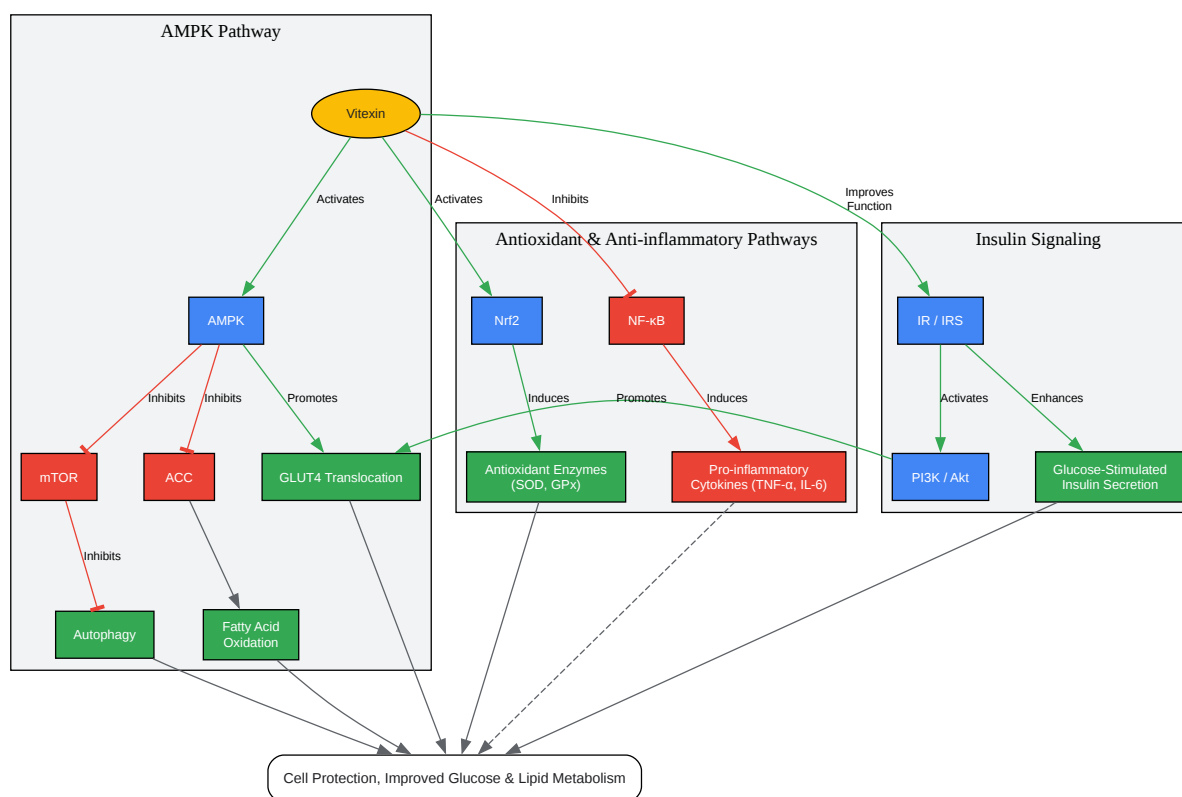 AMPK Pathway
Vitexin
Activates
Activates
Inhibits
Improves
Function
Antioxidant & Anti-inflammatory Pathways
Insulin Signaling
AMPK
Nrf2
NF-κB
IR / IRS
Inhibits
Inhibits
Promotes
Induces
Promotes
Induces
Activates
Enhances
mTOR
ACC
GLUT4 Translocation
Antioxidant Enzymes
(SOD, GPx)
Pro-inflammatory
Cytokines (TNF-α, IL-6)
PI3K / Akt
Glucose-Stimulated
Insulin Secretion
Inhibits
Autophagy
Fatty Acid
Oxidation
Cell Protection, Improved Glucose & Lipid Metabolism